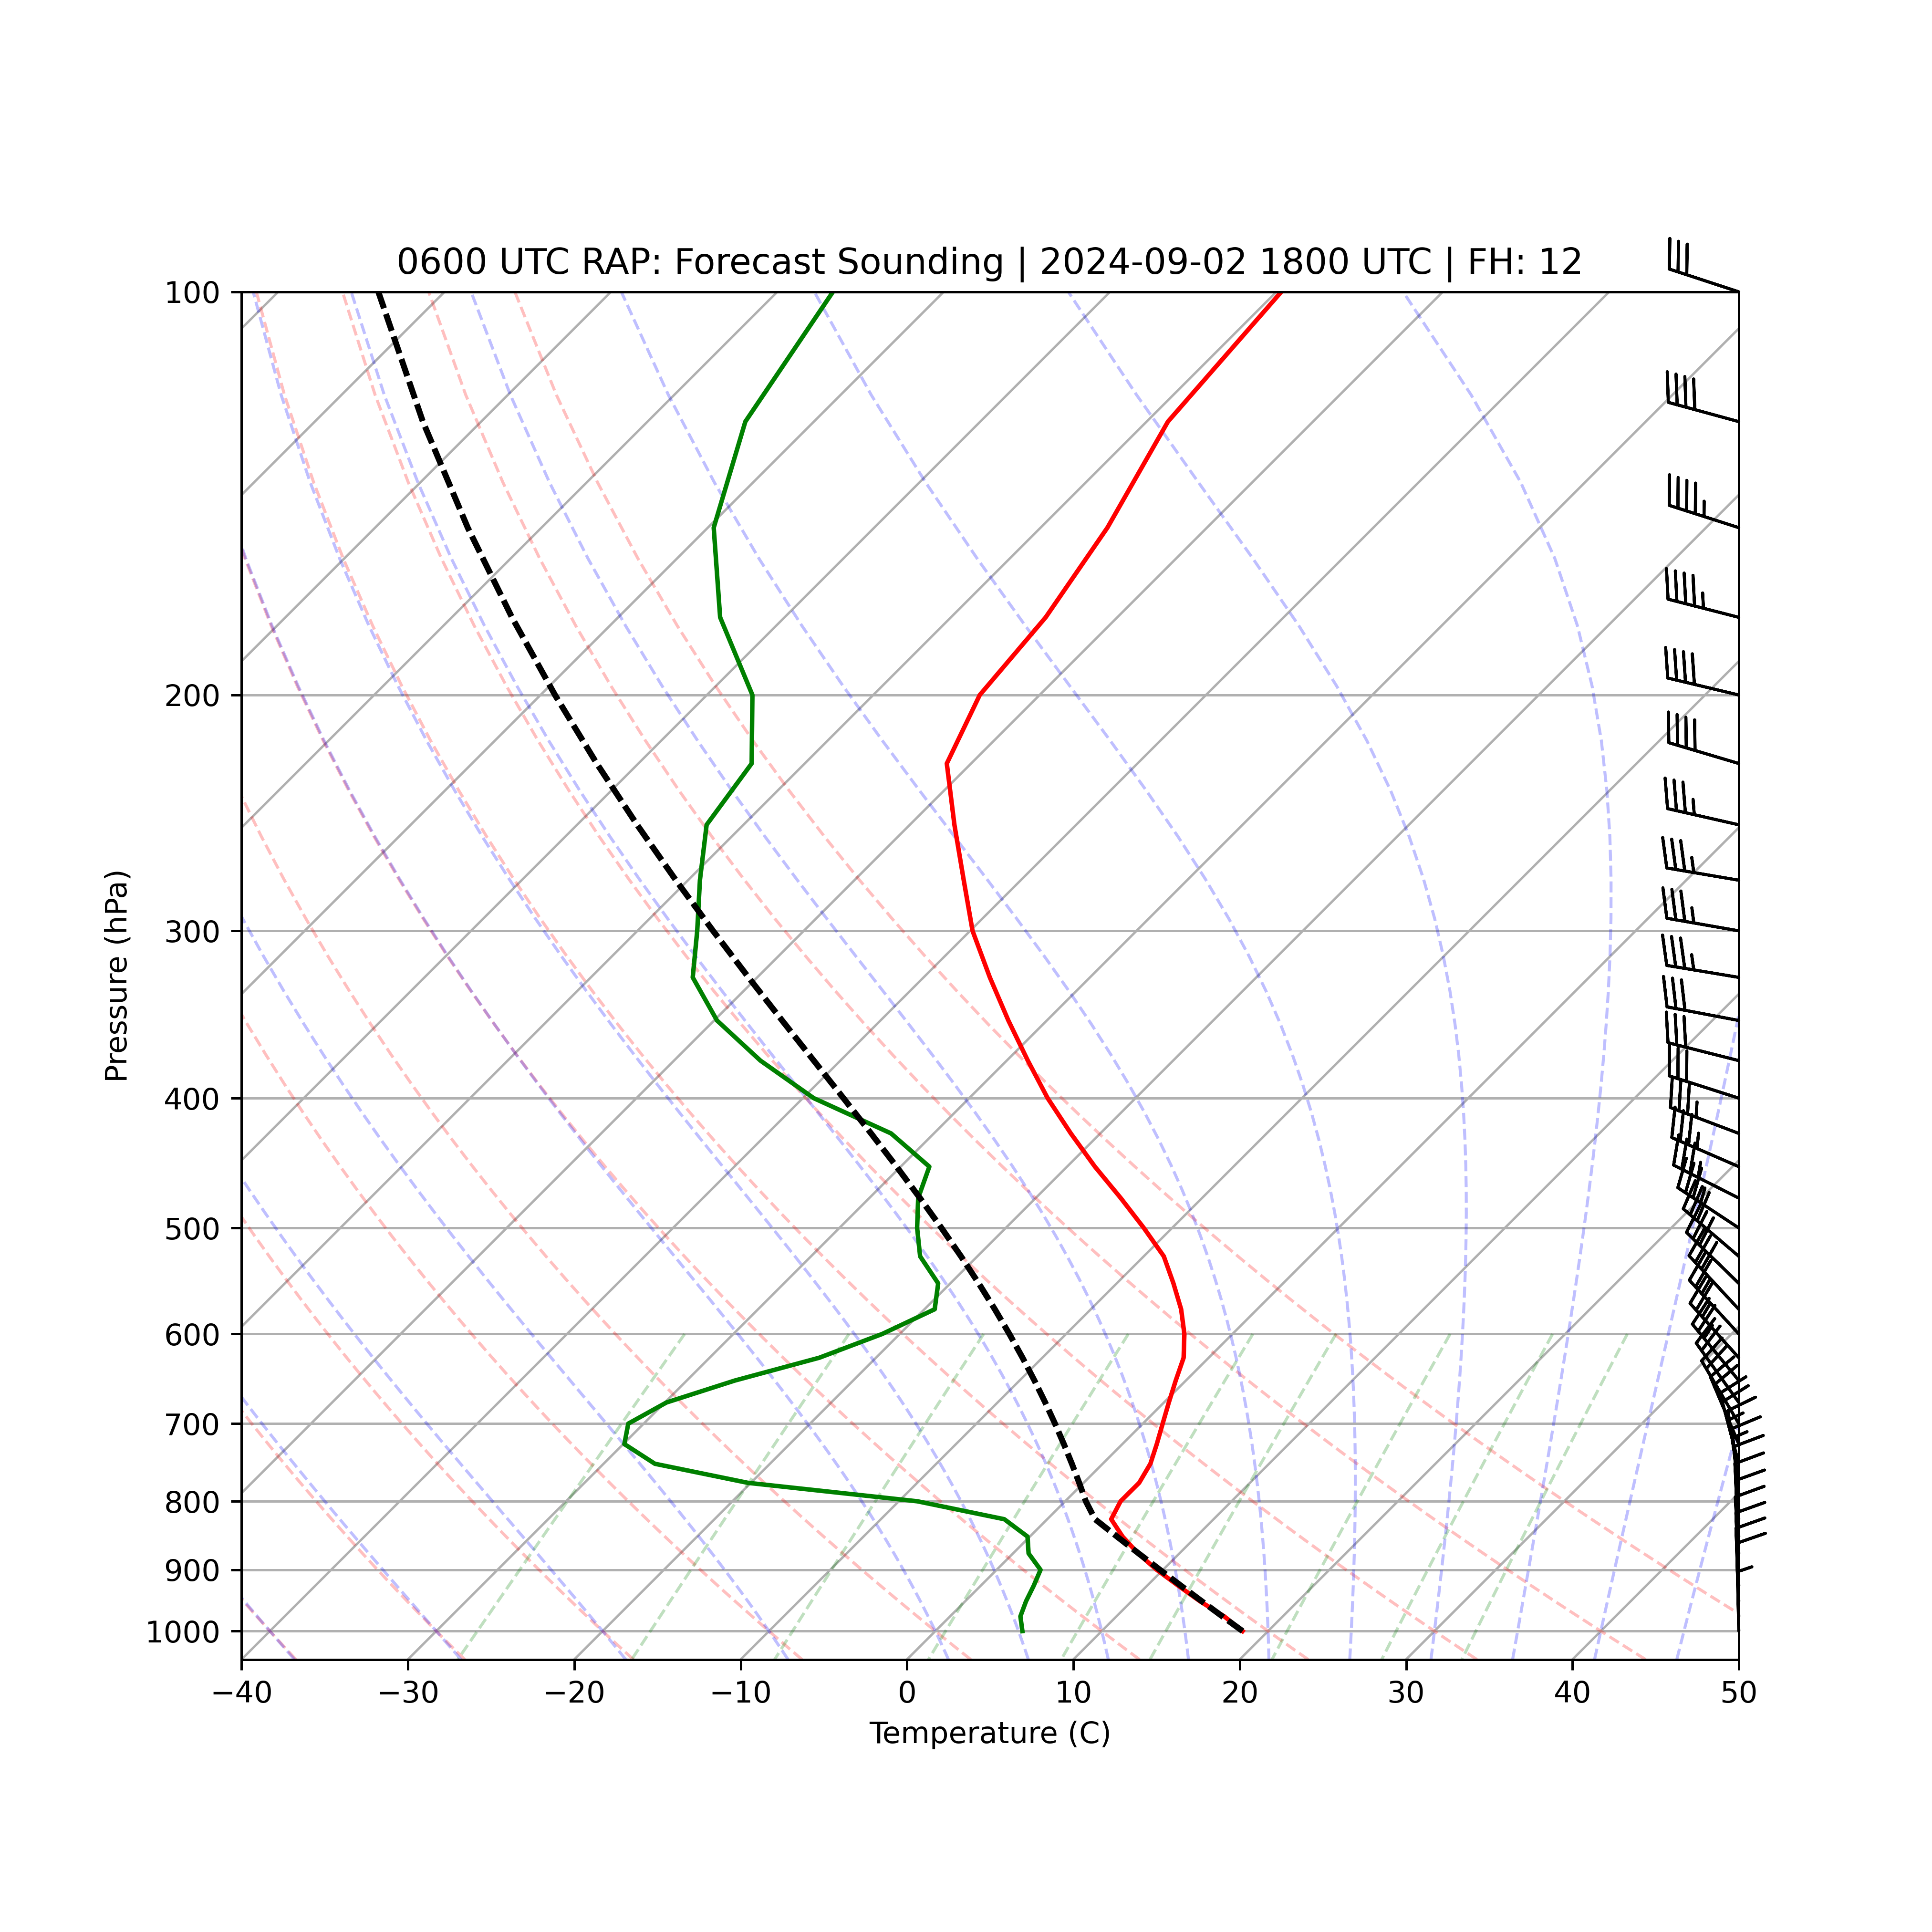 0600 UTC RAP: Forecast Sounding | 2024-09-02 1800 UTC | FH: 12
100
200
300
400
500
600
700
800
900
1000
Pressure (hPa)
−40 −30 −20 −10 0 10 20 30 40 50
Temperature (C)